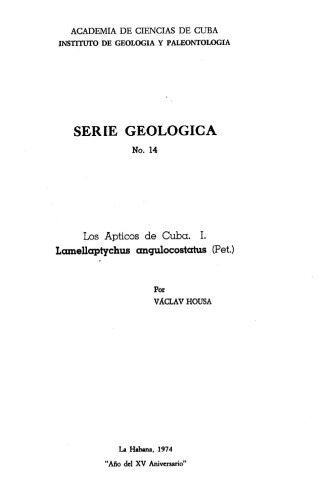 ACADEMIA DE CIENCIAS DE CUBA
INSTITUTO DE GEOLOGIA Y PALEONTOLOGIA
SERIE GEOLOGICA
No. 14
Los Apticos de Cuba. I.
Lamellaptychus angulocostatus (Pet.)
Por
VÁCLAV HOUSA
La Habana, 1974
"Año del XV Aniversario"